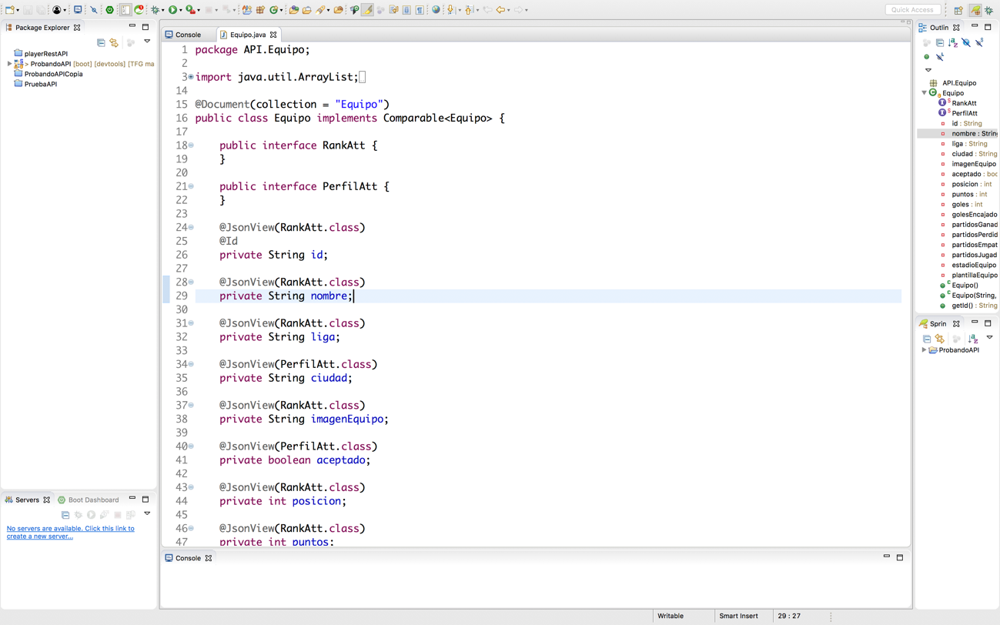 Quick Access
Package Explorer
playerRestAPI
> ProbandoAPI [boot] [devtools] [TFG ma
ProbandoAPICopia
PruebaAPI
Servers
Boot Dashboard
No servers are available. Click this link to
create a new server...
Console
Equipo.java
1 package API.Equipo;
2
3 import java.util.ArrayList;
14
15 @Document(collection = "Equipo")
16 public class Equipo implements Comparable<Equipo> {
17
18 public interface RankAtt {
19 }
20
21 public interface PerfilAtt {
22 }
23
24 @JsonView(RankAtt.class)
25 @Id
26 private String id;
27
28 @JsonView(RankAtt.class)
29 private String nombre;
30
31 @JsonView(RankAtt.class)
32 private String liga;
33
34 @JsonView(PerfilAtt.class)
35 private String ciudad;
36
37 @JsonView(RankAtt.class)
38 private String imagenEquipo;
39
40 @JsonView(PerfilAtt.class)
41 private boolean aceptado;
42
43 @JsonView(RankAtt.class)
44 private int posicion;
45
46 @JsonView(RankAtt.class)
47 private int puntos;
Console
Outlin
API.Equipo
Equipo
RankAtt
PerfilAtt
id : String
nombre : String
liga : String
ciudad : String
imagenEquipo
aceptado : boo
posicion : int
puntos : int
goles : int
golesEncajado
partidosGanad
partidosPerdid
partidosEmpat
partidosJugad
estadioEquipo
plantillaEquipo
Equipo()
Equipo(String,
getId() : String
Sprin
ProbandoAPI
Writable
Smart Insert
29 : 27